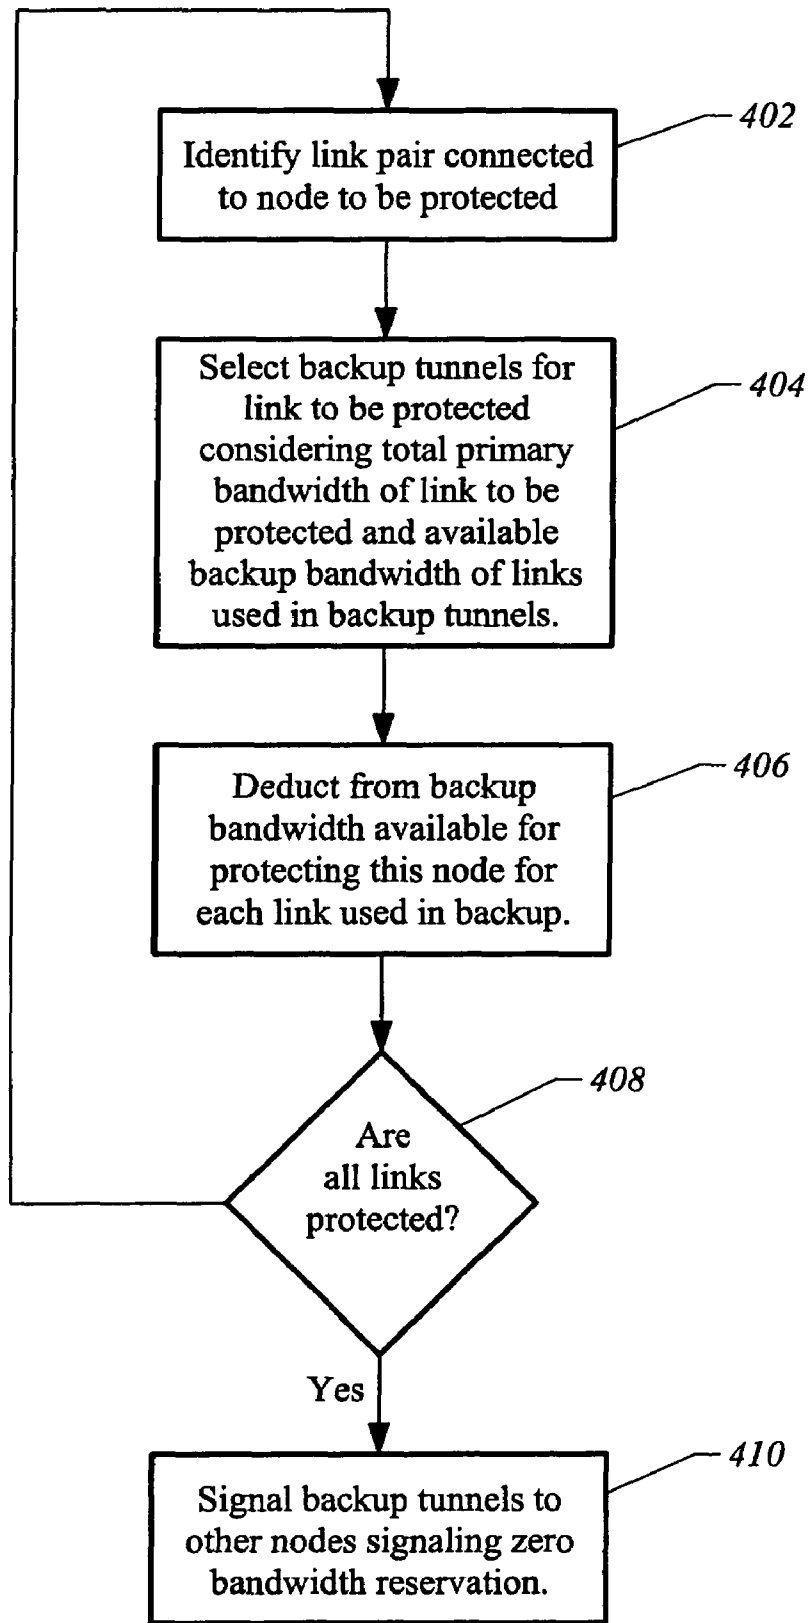 402
Identify link pair connected
to node to be protected
404
Select backup tunnels for
link to be protected
considering total primary
bandwidth of link to be
protected and available
backup bandwidth of links
used in backup tunnels.
406
Deduct from backup
bandwidth available for
protecting this node for
each link used in backup.
408
Are
all links
protected?
Yes
410
Signal backup tunnels to
other nodes signaling zero
bandwidth reservation.